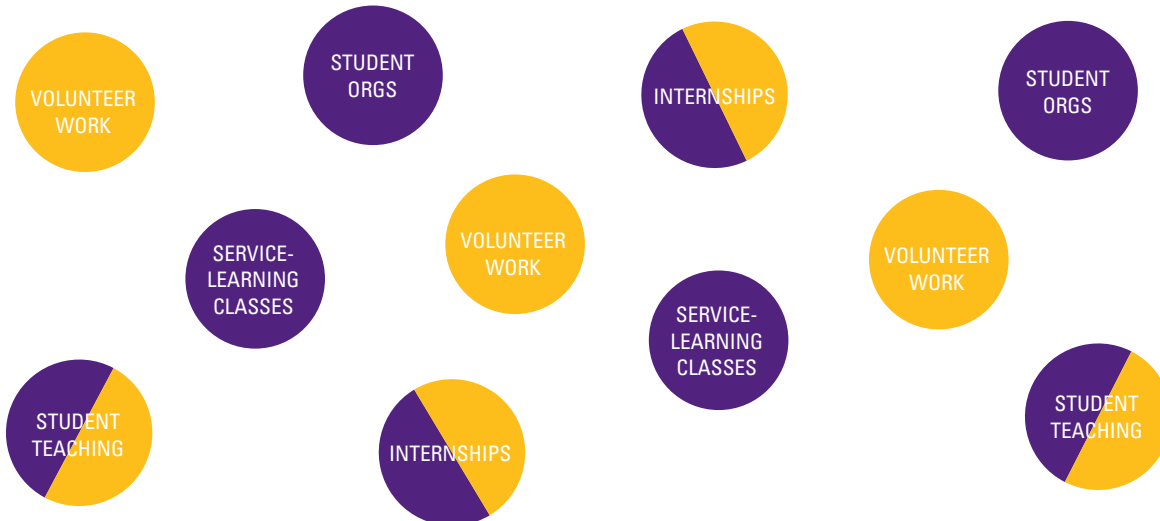 VOLUNTEER
WORK
STUDENT
ORGS
INTERNSHIPS
STUDENT
ORGS
SERVICE-
LEARNING
CLASSES
VOLUNTEER
WORK
SERVICE-
LEARNING
CLASSES
VOLUNTEER
WORK
STUDENT
TEACHING
INTERNSHIPS
STUDENT
TEACHING